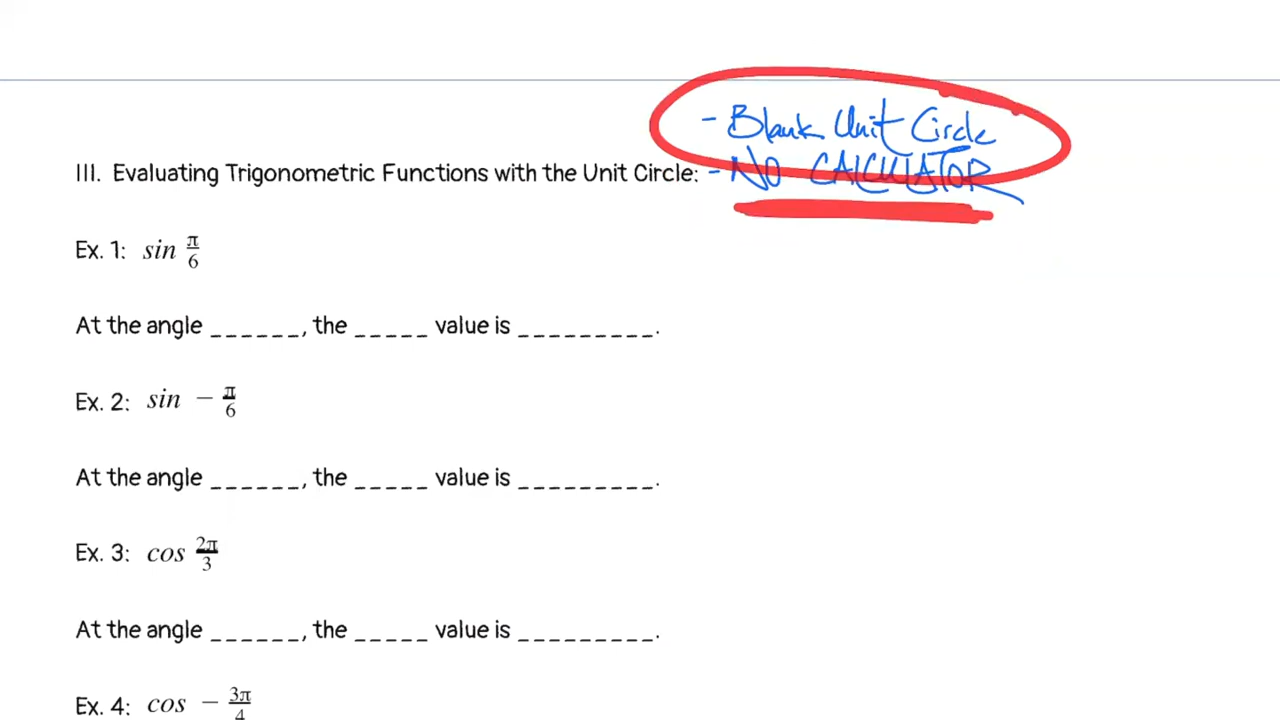 - Blank Unit Circle
III. Evaluating Trigonometric Functions with the Unit Circle: - NO CALCULATOR
Ex. 1: sin π/6
At the angle ______, the _____ value is _________.
Ex. 2: sin − π/6
At the angle ______, the _____ value is _________.
Ex. 3: cos 2π/3
At the angle ______, the _____ value is _________.
Ex. 4: cos − 3π/4